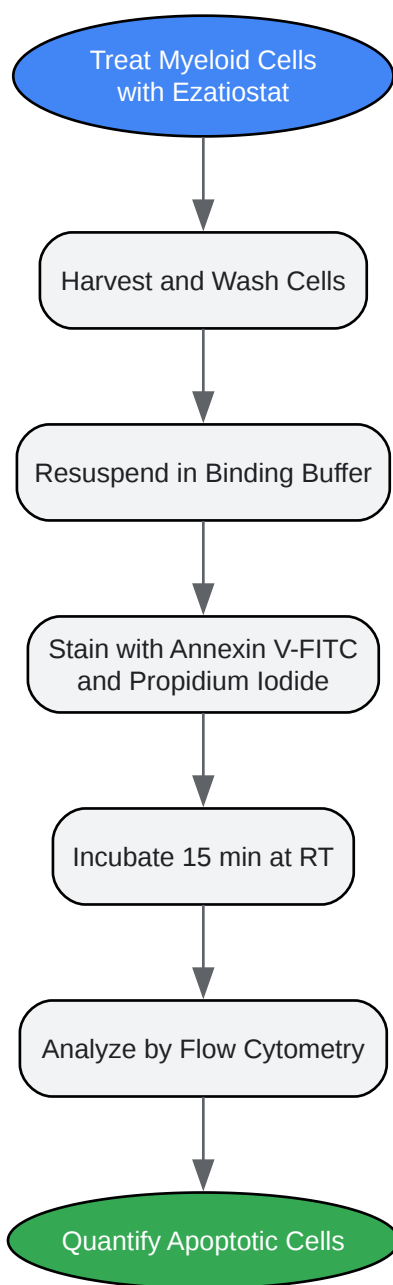 Treat Myeloid Cells
with Ezatiostat
Harvest and Wash Cells
Resuspend in Binding Buffer
Stain with Annexin V-FITC
and Propidium Iodide
Incubate 15 min at RT
Analyze by Flow Cytometry
Quantify Apoptotic Cells